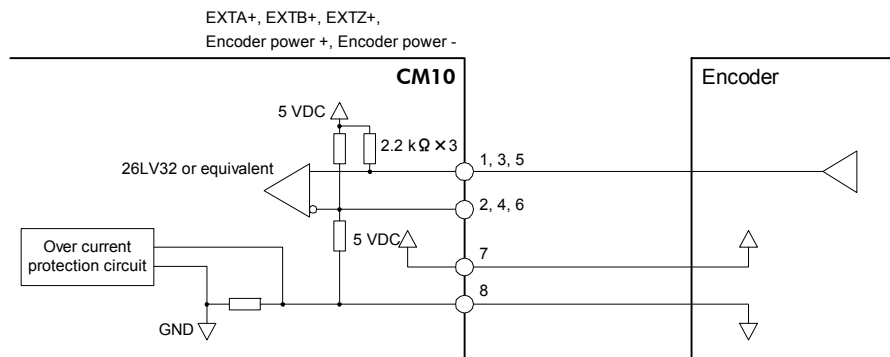 EXTA+, EXTB+, EXTZ+,
Encoder power +, Encoder power -
CM10
Encoder
5 VDC
2.2 kΩ×3
26LV32 or equivalent
1, 3, 5
2, 4, 6
Over current
protection circuit
5 VDC
7
8
GND